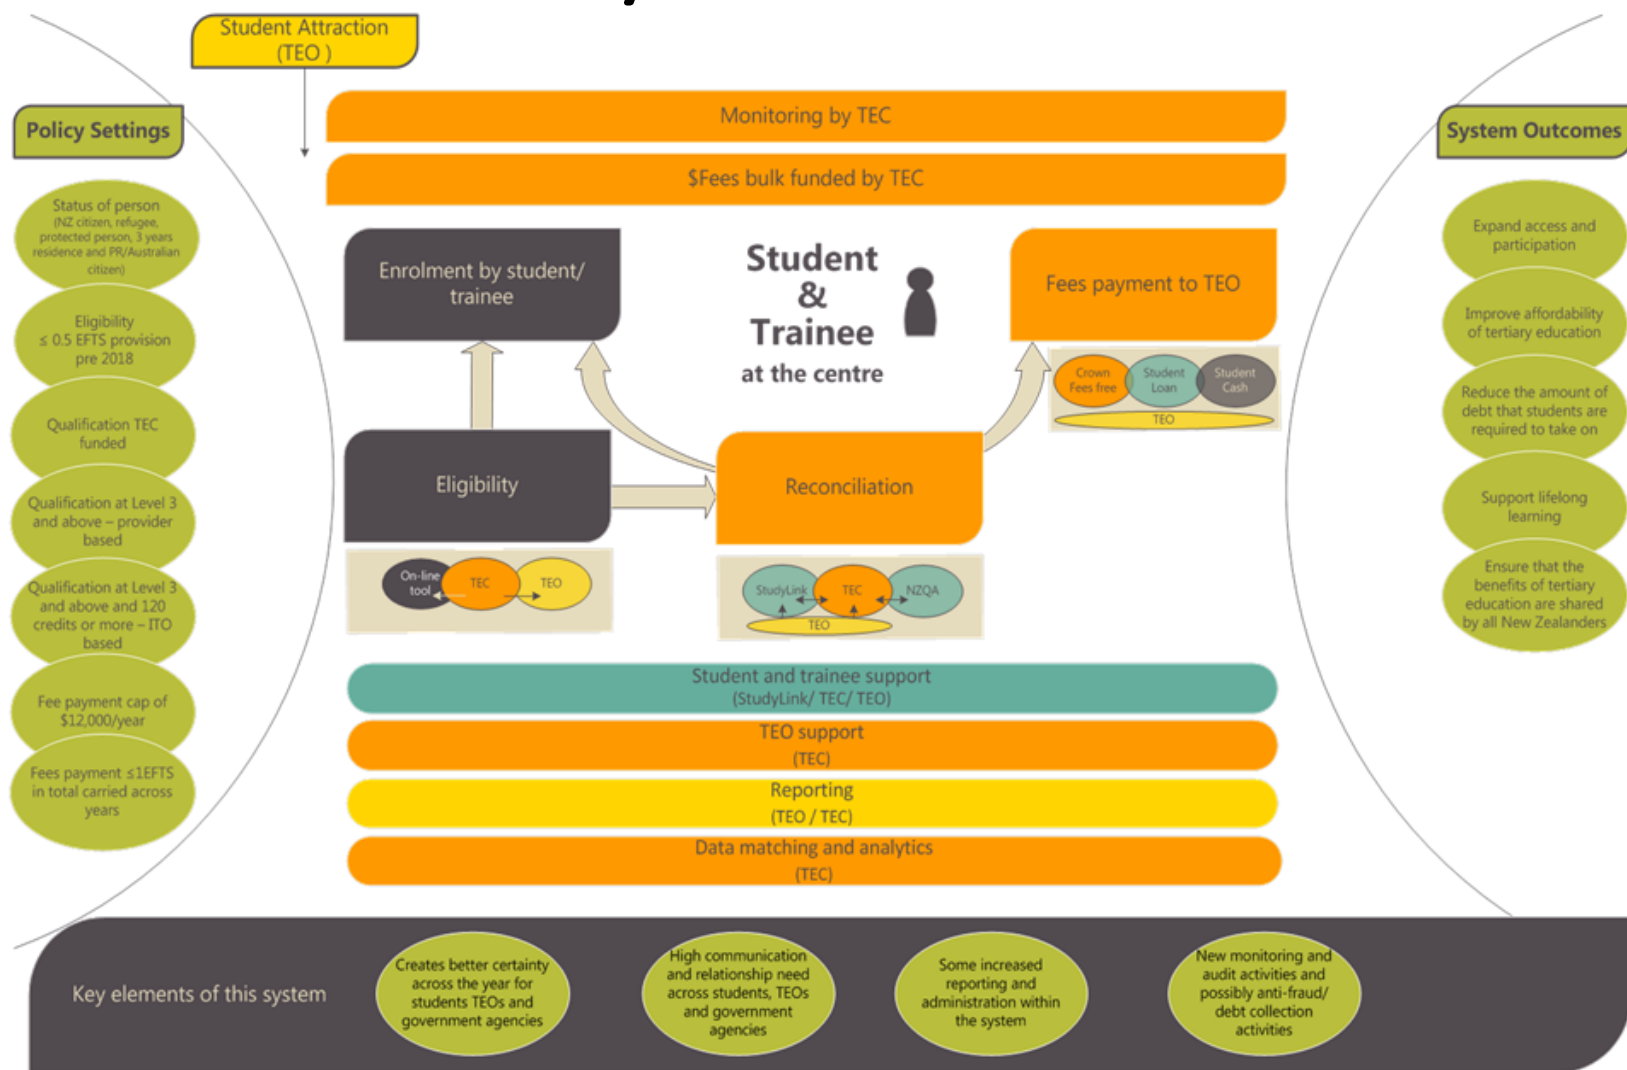 Student Attraction
(TEO )
Policy Settings
Status of person
(NZ citizen, refugee,
protected person, 3 years
residence and PR/Australian
citizen)
Eligibility
≤ 0.5 EFTS provision
pre 2018
Qualification TEC
funded
Qualification at Level 3
and above – provider
based
Qualification at Level 3
and above and 120
credits or more – ITO
based
Fee payment cap of
$12,000/year
Fees payment ≤1EFTS
in total carried across
years
Monitoring by TEC
$Fees bulk funded by TEC
Enrolment by student/
trainee
Student
&
Trainee
at the centre
Fees payment to TEO
Crown
Fees free
Student
Loan
Student
Cash
TEO
Eligibility
Reconciliation
On-line
tool
TEC
TEO
StudyLink
TEC
NZQA
TEO
Student and trainee support
(StudyLink/ TEC/ TEO)
TEO support
(TEC)
Reporting
(TEO / TEC)
Data matching and analytics
(TEC)
System Outcomes
Expand access and
participation
Improve affordability
of tertiary education
Reduce the amount of
debt that students are
required to take on
Support lifelong
learning
Ensure that the
benefits of tertiary
education are shared
by all New Zealanders
Key elements of this system
Creates better certainty
across the year for
students TEOs and
government agencies
High communication
and relationship need
across students, TEOs
and government
agencies
Some increased
reporting and
administration within
the system
New monitoring and
audit activities and
possibly anti-fraud/
debt collection
activities